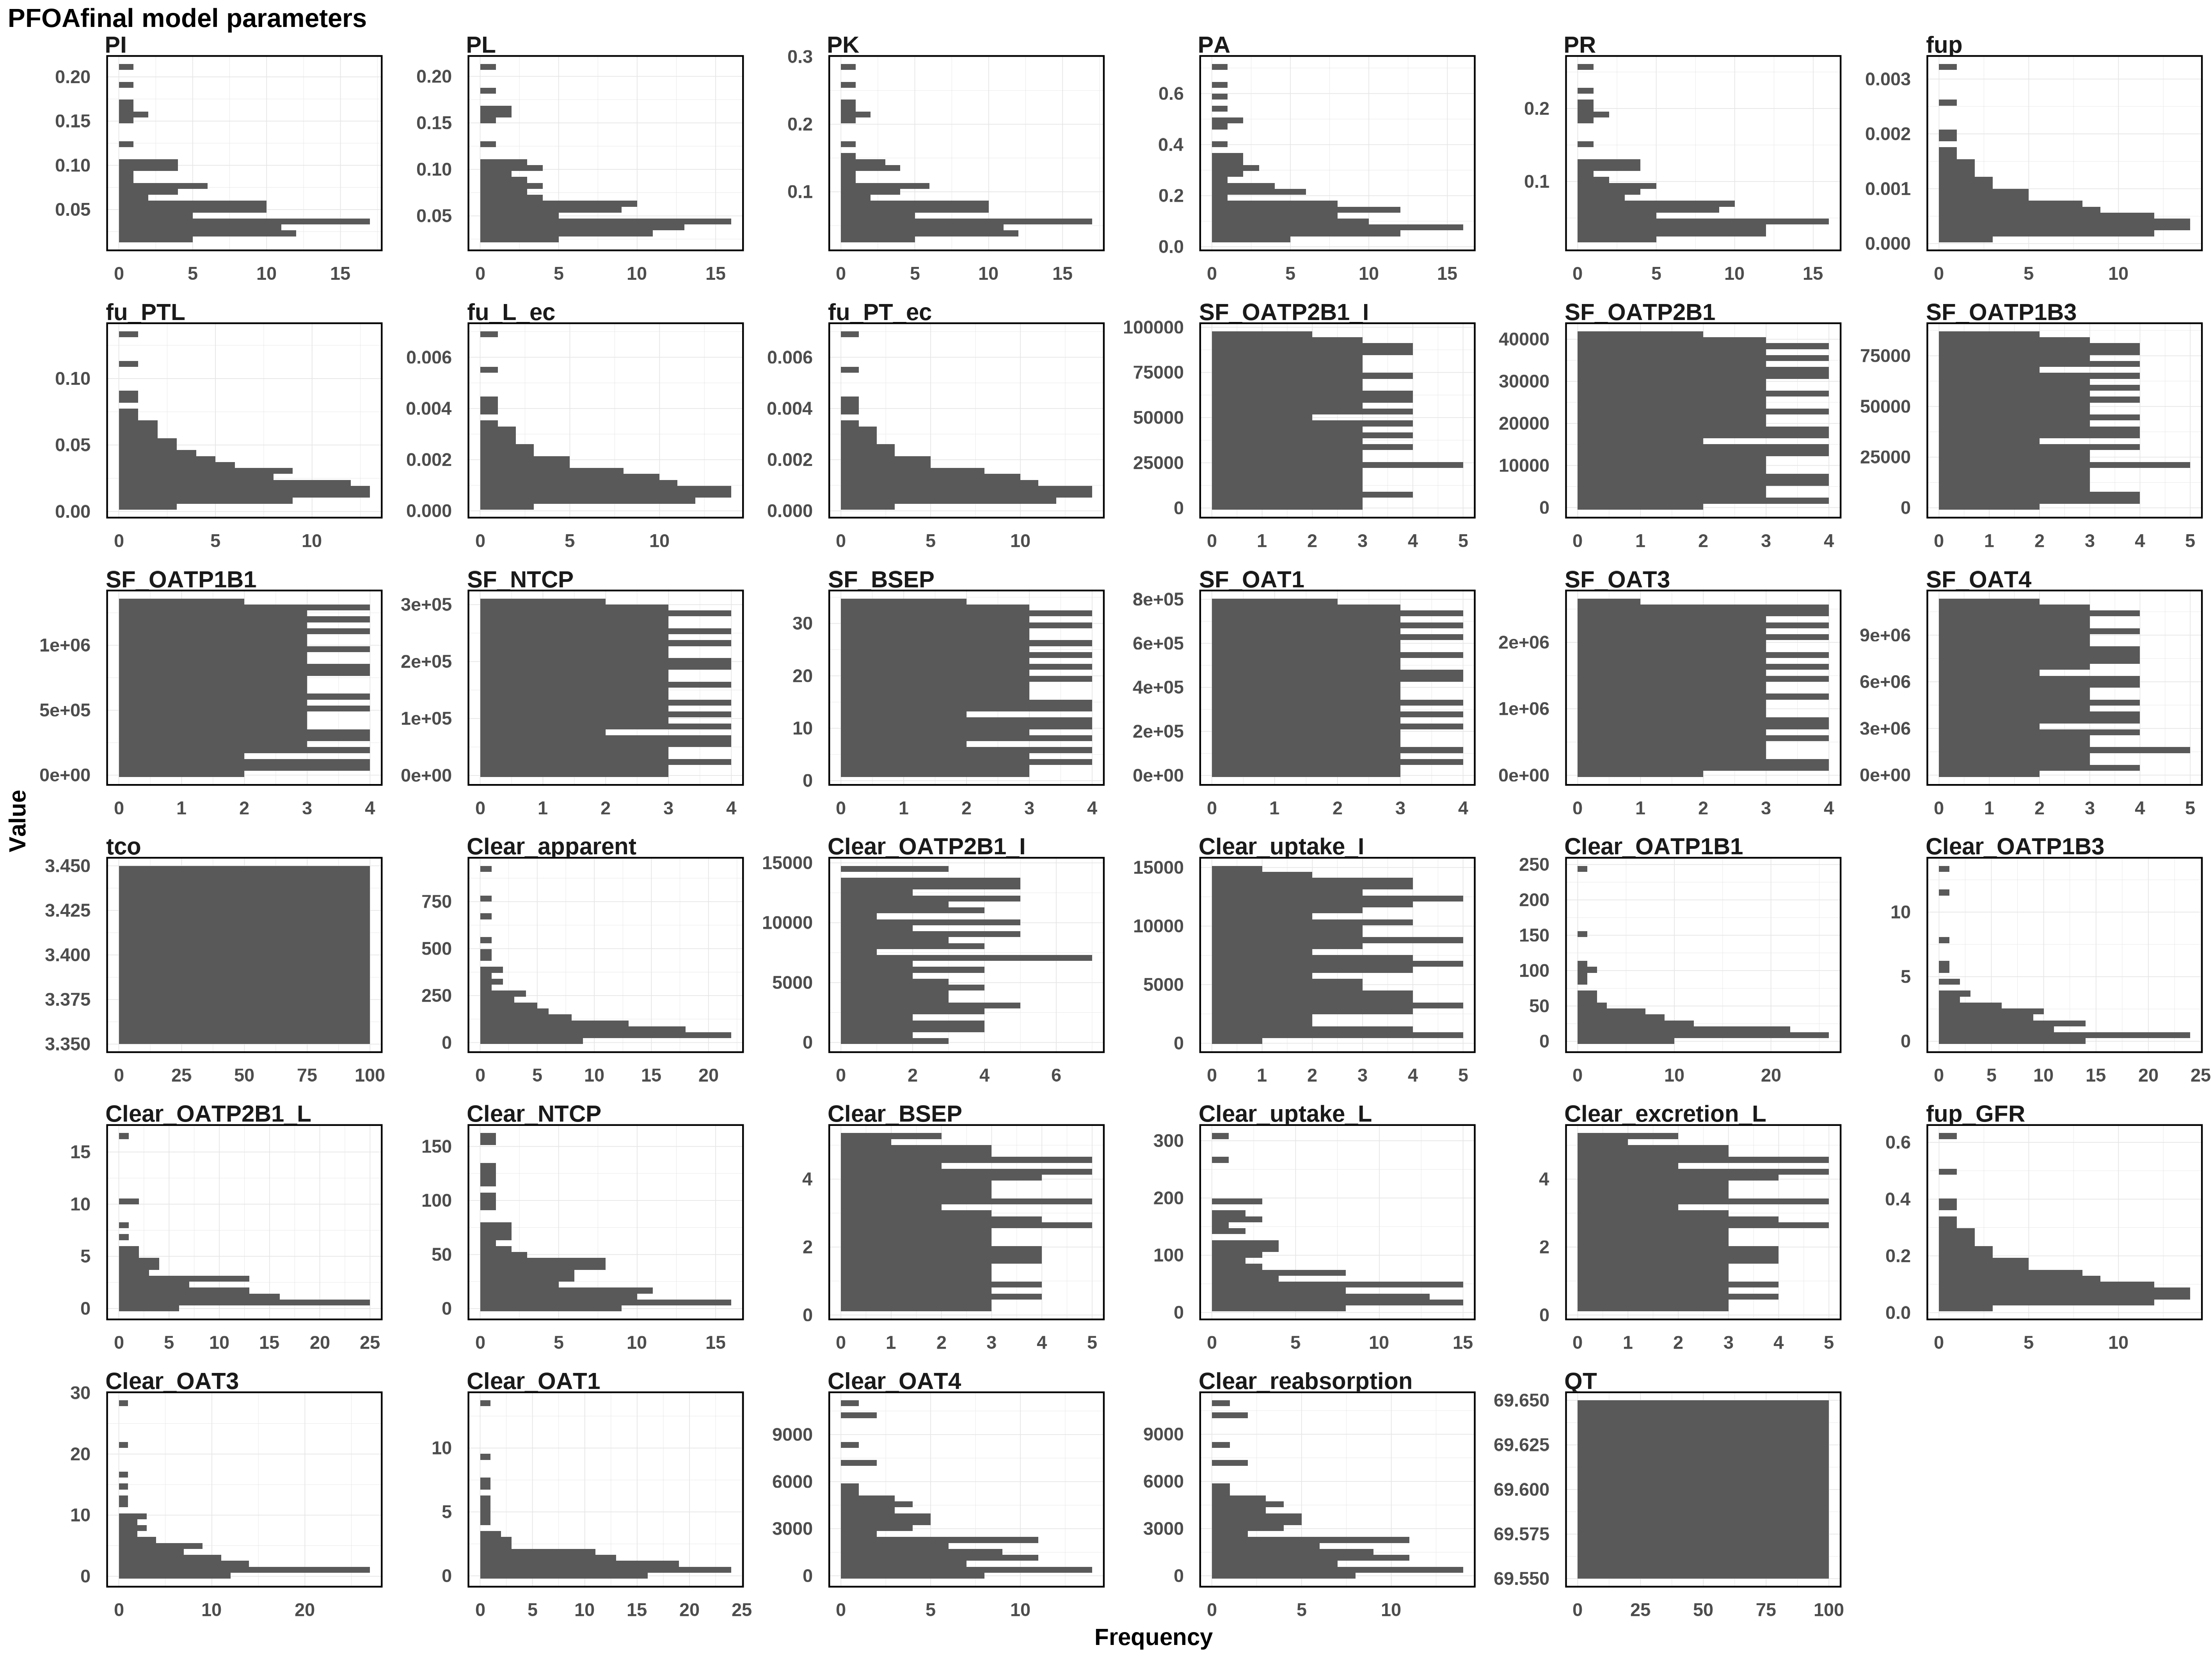 PFOAfinal model parameters
PI PL PK PA PR fup
0.20 0.15 0.10 0.05
0 5 10 15
0.20 0.15 0.10 0.05
0 5 10 15
0.3 0.2 0.1
0 5 10 15
0.6 0.4 0.2 0.0
0 5 10 15
0.2 0.1
0 5 10 15
0.003 0.002 0.001 0.000
0 5 10
fu_PTL fu_L_ec fu_PT_ec SF_OATP2B1_I SF_OATP2B1 SF_OATP1B3
0.10 0.05 0.00
0 5 10
0.006 0.004 0.002 0.000
0 5 10
0.006 0.004 0.002 0.000
0 5 10
100000 75000 50000 25000 0
0 1 2 3 4 5
40000 30000 20000 10000 0
0 1 2 3 4
75000 50000 25000 0
0 1 2 3 4 5
SF_OATP1B1 SF_NTCP SF_BSEP SF_OAT1 SF_OAT3 SF_OAT4
1e+06 5e+05 0e+00
0 1 2 3 4
3e+05 2e+05 1e+05 0e+00
0 1 2 3 4
30 20 10 0
0 1 2 3 4
8e+05 6e+05 4e+05 2e+05 0e+00
0 1 2 3 4
2e+06 1e+06 0e+00
0 1 2 3 4
9e+06 6e+06 3e+06 0e+00
0 1 2 3 4 5
Value
tco Clear_apparent Clear_OATP2B1_I Clear_uptake_I Clear_OATP1B1 Clear_OATP1B3
3.450 3.425 3.400 3.375 3.350
0 25 50 75 100
750 500 250 0
0 5 10 15 20
15000 10000 5000 0
0 2 4 6
15000 10000 5000 0
0 1 2 3 4 5
250 200 150 100 50 0
0 10 20
10 5 0
0 5 10 15 20 25
Clear_OATP2B1_L Clear_NTCP Clear_BSEP Clear_uptake_L Clear_excretion_L fup_GFR
15 10 5 0
0 5 10 15 20 25
150 100 50 0
0 5 10 15
4 2 0
0 1 2 3 4 5
300 200 100 0
0 5 10 15
4 2 0
0 1 2 3 4 5
0.6 0.4 0.2 0.0
0 5 10
Clear_OAT3 Clear_OAT1 Clear_OAT4 Clear_reabsorption QT
30 20 10 0
0 10 20
10 5 0
0 5 10 15 20 25
9000 6000 3000 0
0 5 10
9000 6000 3000 0
0 5 10
69.650 69.625 69.600 69.575 69.550
0 25 50 75 100
Frequency